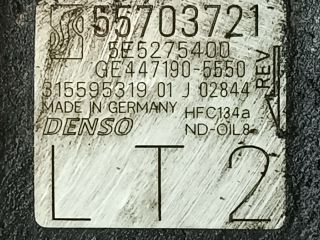 55703721
5E5275400
GE447190-5550
315595319 01 J 02844
MADE IN GERMANY
HFC134a
DENSO
ND-OIL8
REV
LT2